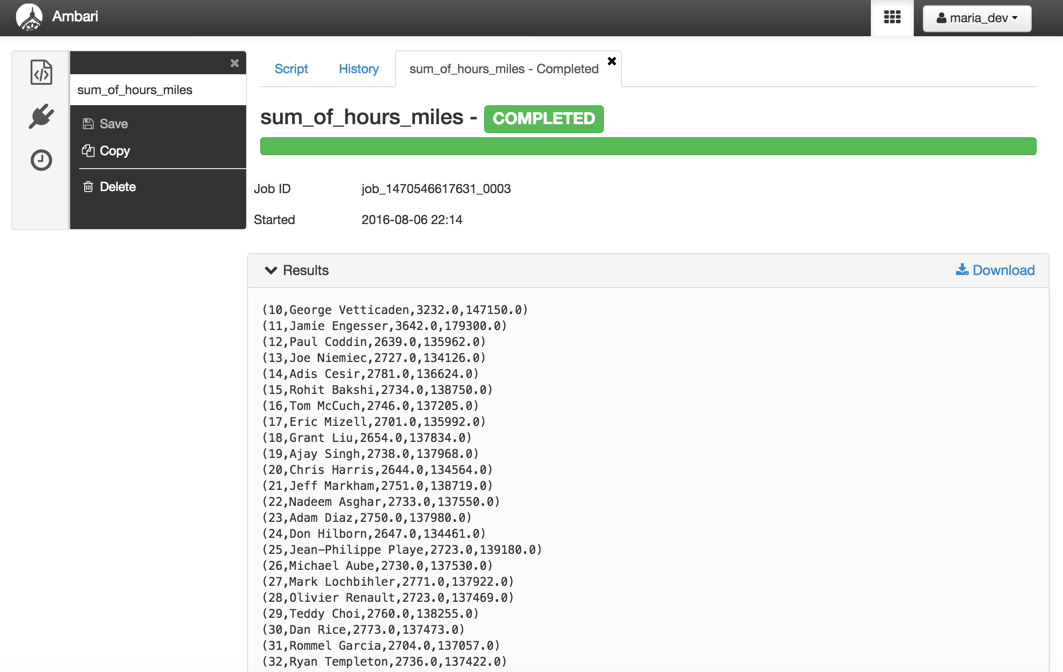 Ambari
maria_dev
sum_of_hours_miles
Save
Copy
Delete
Script History sum_of_hours_miles - Completed
sum_of_hours_miles - COMPLETED
Job ID job_1470546617631_0003
Started 2016-08-06 22:14
Results Download
(10,George Vetticaden,3232.0,147150.0)
(11,Jamie Engesser,3642.0,179300.0)
(12,Paul Coddin,2639.0,135962.0)
(13,Joe Niemiec,2727.0,134126.0)
(14,Adis Cesir,2781.0,136624.0)
(15,Rohit Bakshi,2734.0,138750.0)
(16,Tom McCuch,2746.0,137205.0)
(17,Eric Mizell,2701.0,135992.0)
(18,Grant Liu,2654.0,137834.0)
(19,Ajay Singh,2738.0,137968.0)
(20,Chris Harris,2644.0,134564.0)
(21,Jeff Markham,2751.0,138719.0)
(22,Nadeem Asghar,2733.0,137550.0)
(23,Adam Diaz,2750.0,137980.0)
(24,Don Hilborn,2647.0,134461.0)
(25,Jean-Philippe Playe,2723.0,139180.0)
(26,Michael Aube,2730.0,137530.0)
(27,Mark Lochbihler,2771.0,137922.0)
(28,Olivier Renault,2723.0,137469.0)
(29,Teddy Choi,2760.0,138255.0)
(30,Dan Rice,2773.0,137473.0)
(31,Rommel Garcia,2704.0,137057.0)
(32,Ryan Templeton,2736.0,137422.0)